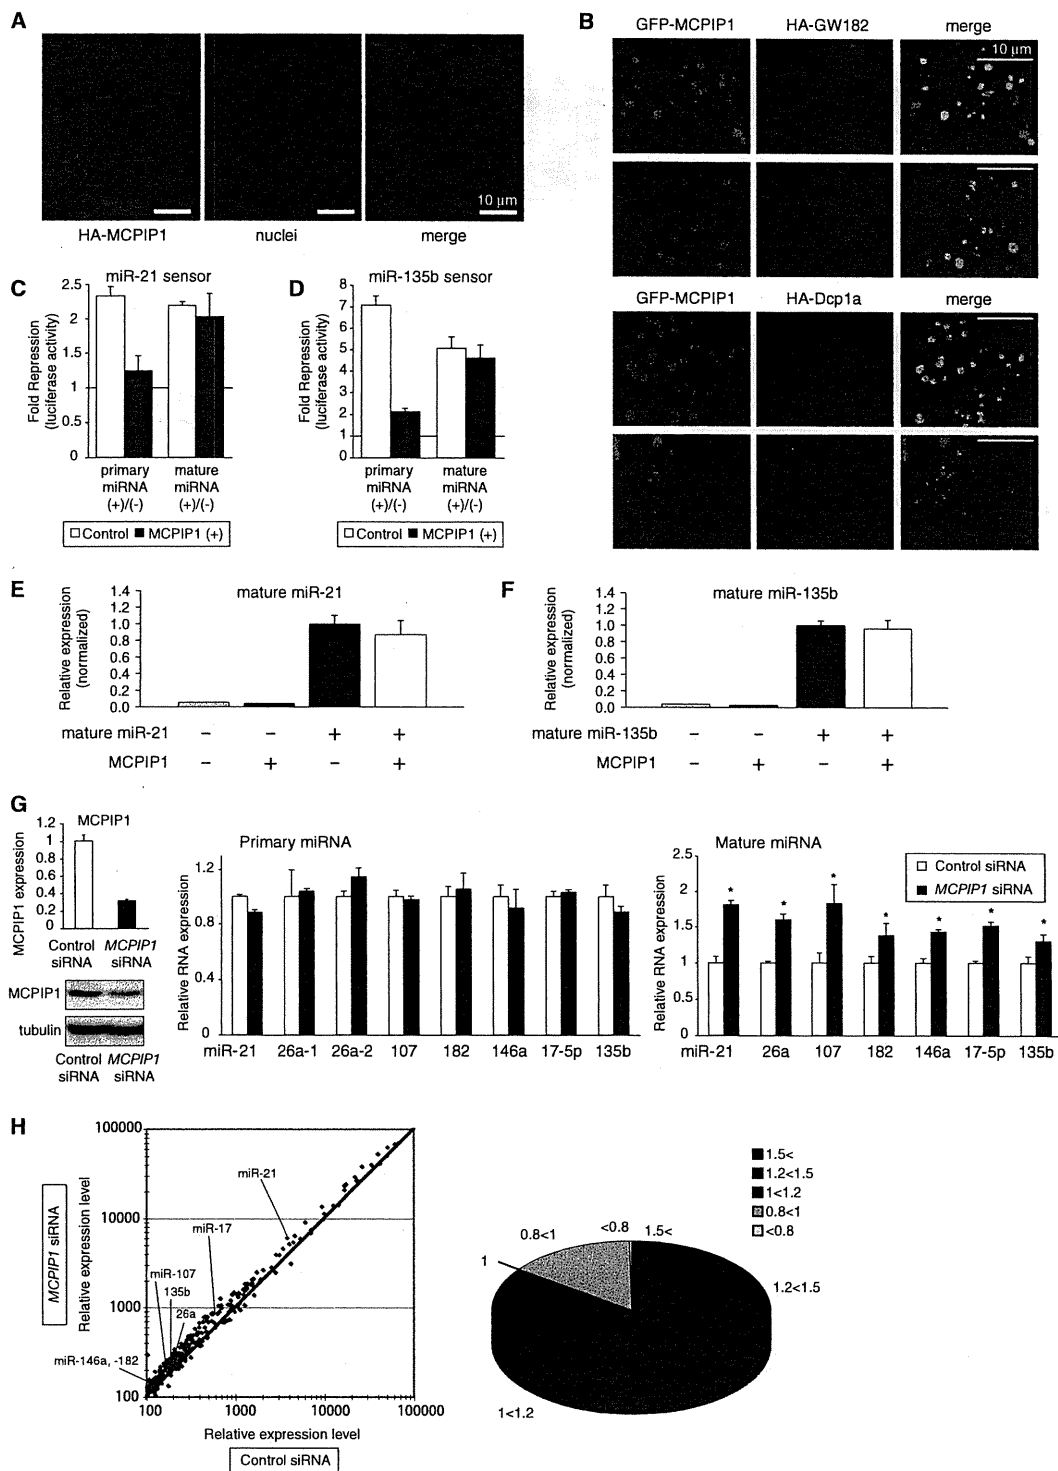 A
HA-MCPIP1
nuclei
10 µm
merge
B
GFP-MCPIP1
HA-GW182
merge
10 µm
GFP-MCPIP1
HA-Dcp1a
merge
C
miR-21 sensor
Fold Repression
(luciferase activity)
2.5
2
1.5
1
0.5
0
primary
miRNA
(+)/(-)
mature
miRNA
(+)/(-)
Control MCPIP1 (+)
D
miR-135b sensor
Fold Repression
(luciferase activity)
8
7
6
5
4
3
2
1
0
primary
miRNA
(+)/(-)
mature
miRNA
(+)/(-)
Control MCPIP1 (+)
E
mature miR-21
Relative expression
(normalized)
1.4
1.2
1.0
0.8
0.6
0.4
0.2
0.0
mature miR-21 − − + +
MCPIP1 − + − +
F
mature miR-135b
Relative expression
(normalized)
1.4
1.2
1.0
0.8
0.6
0.4
0.2
0.0
mature miR-135b − − + +
MCPIP1 − + − +
G
MCPIP1
MCPIP1 expression
1.2
1
0.8
0.6
0.4
0.2
0
Control
siRNA
MCPIP1
siRNA
MCPIP1
tubulin
Control
siRNA
MCPIP1
siRNA
Primary miRNA
Relative RNA expression
1.2
0.8
0.4
0
miR-21 26a-1 26a-2 107 182 146a 17-5p 135b
Mature miRNA
Control siRNA
MCPIP1 siRNA
Relative RNA expression
2.5
2
1.5
1
0.5
0
* * * * * * *
miR-21 26a 107 182 146a 17-5p 135b
H
MCPIP1 siRNA
Relative expression level
100000
10000
1000
100
miR-21
miR-17
miR-107
135b
26a
miR-146a, -182
100 1000 10000 100000
Relative expression level
Control siRNA
1.5<
1.2<1.5
1<1.2
0.8<1
<0.8
<0.8
1.5<
0.8<1
1
1.2<1.5
1<1.2